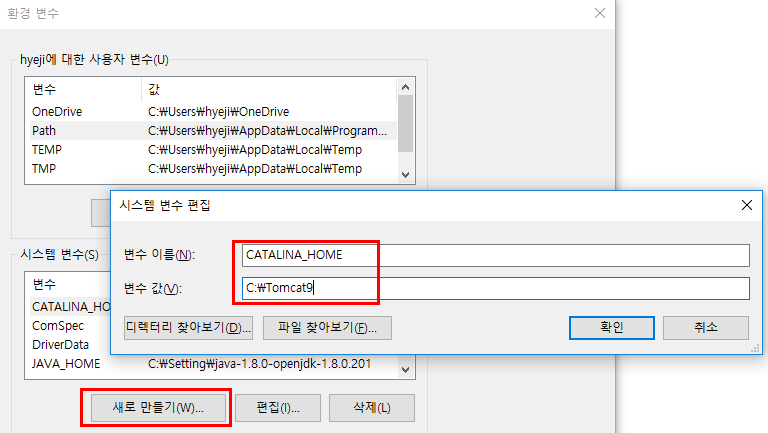 환경 변수
hyeji에 대한 사용자 변수(U)
변수 값
OneDrive C:₩Users₩hyeji₩OneDrive
Path C:₩Users₩hyeji₩AppData₩Local₩Program...
TEMP C:₩Users₩hyeji₩AppData₩Local₩Temp
TMP C:₩Users₩hyeji₩AppData₩Local₩Temp
시스템 변수 편집
변수 이름(N): CATALINA_HOME
변수 값(V): C:₩Tomcat9
디렉터리 찾아보기(D)... 파일 찾아보기(F)... 확인 취소
시스템 변수(S)
변수
CATALINA_HO
ComSpec
DriverData
JAVA_HOME C:₩Setting₩java-1.8.0-openjdk-1.8.0.201
새로 만들기(W)... 편집(I)... 삭제(L)